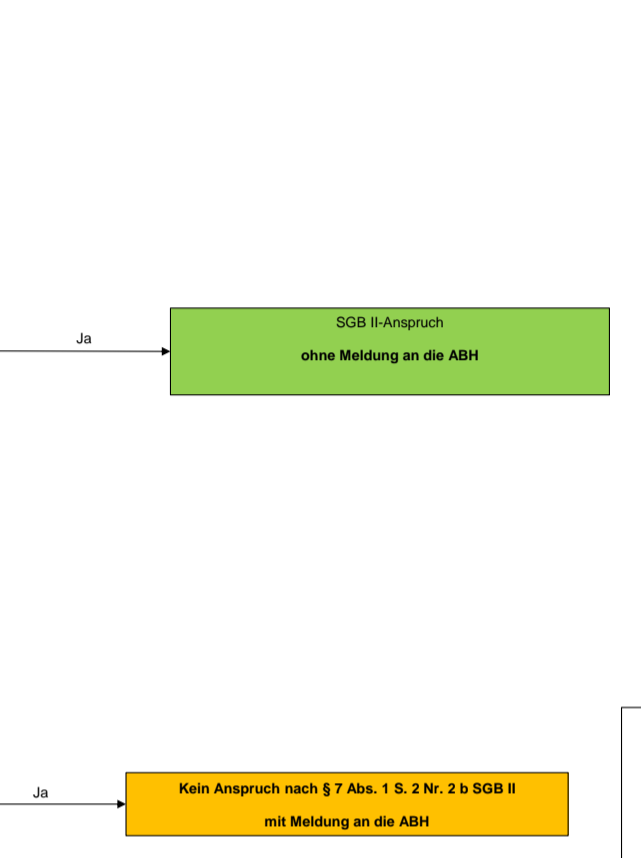 SGB II-Anspruch
Ja
ohne Meldung an die ABH
Kein Anspruch nach § 7 Abs. 1 S. 2 Nr. 2 b SGB II
Ja
mit Meldung an die ABH